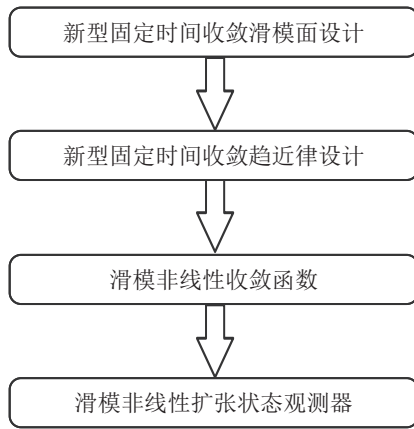 新型固定时间收敛滑模面设计
新型固定时间收敛趋近律设计
滑模非线性收敛函数
滑模非线性扩张状态观测器